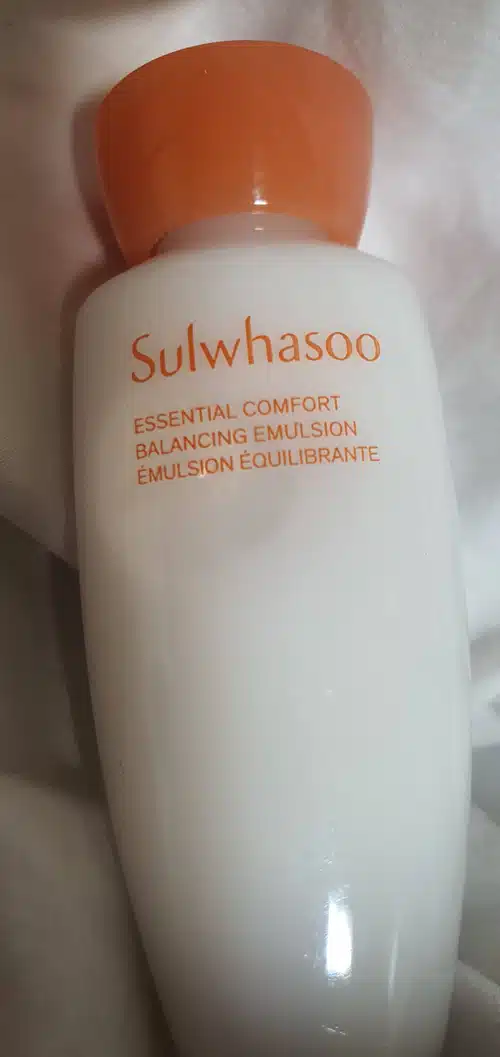 Sulwhasoo
ESSENTIAL COMFORT
BALANCING EMULSION
ÉMULSION ÉQUILIBRANTE